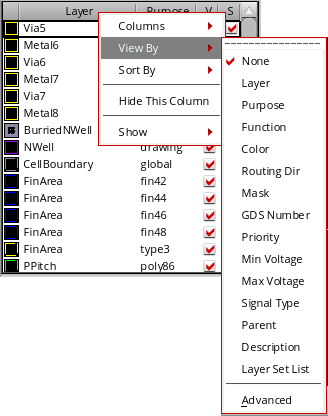 Layer Purpose V S
Via5
Metal6
Via6
Metal7
Via7
Metal8
BurriedNWell
NWell drawing
CellBoundary global
FinArea fin42
FinArea fin44
FinArea fin46
FinArea fin48
FinArea type3
PPitch poly86
Columns
View By
Sort By
Hide This Column
Show
None
Layer
Purpose
Function
Color
Routing Dir
Mask
GDS Number
Priority
Min Voltage
Max Voltage
Signal Type
Parent
Description
Layer Set List
Advanced